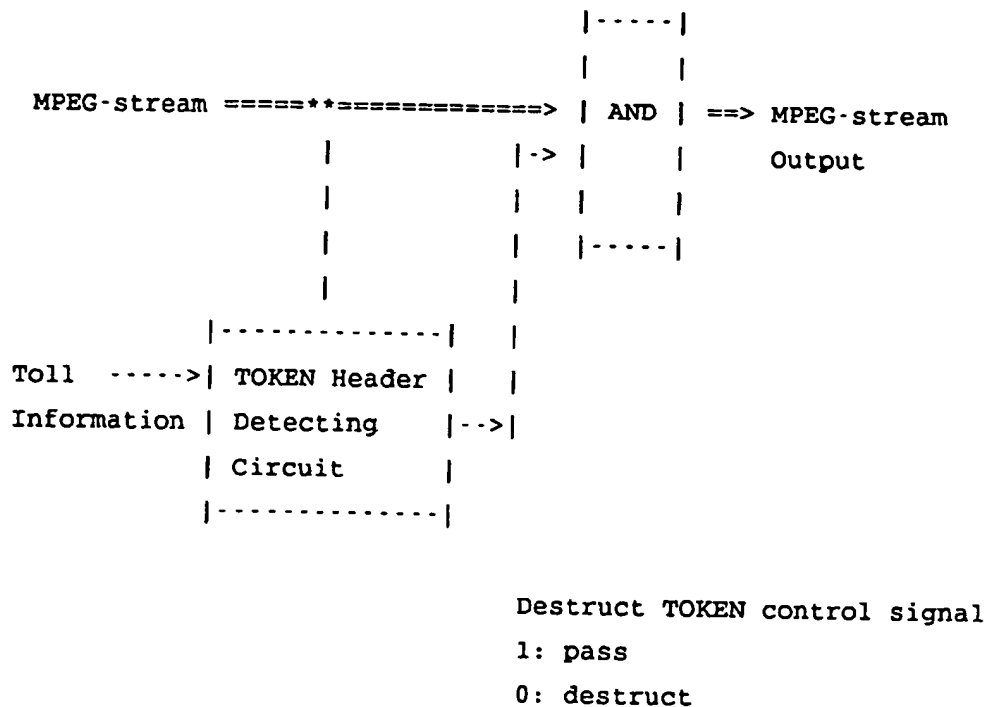 MPEG-stream =====**=============> | AND | ==> MPEG-stream
Output
Toll ----->| TOKEN Header |
Information | Detecting |-->|
| Circuit |
Destruct TOKEN control signal
1: pass
0: destruct